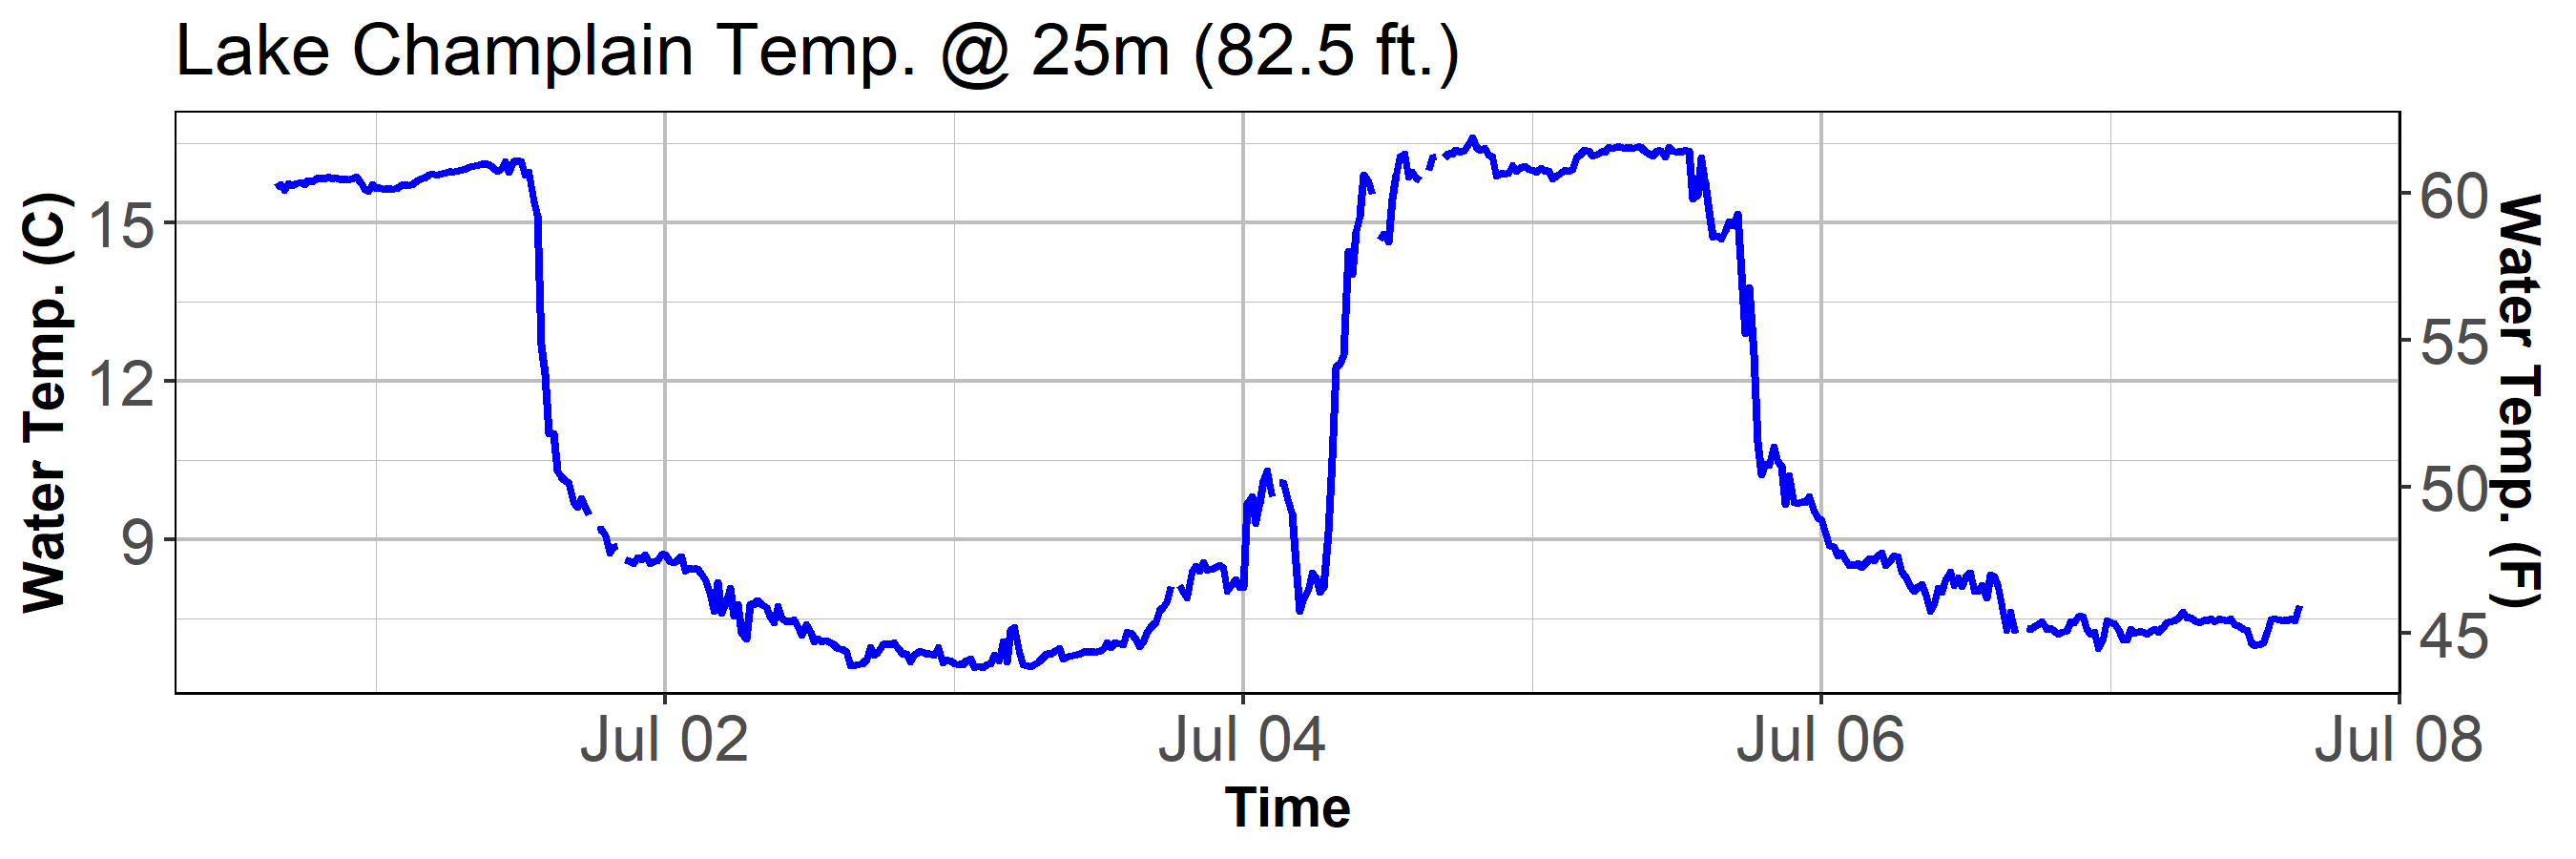 Lake Champlain Temp. @ 25m (82.5 ft.)
Water Temp. (C)
15
12
9
60
55
50
45
Water Temp. (F)
Jul 02
Jul 04
Jul 06
Jul 08
Time